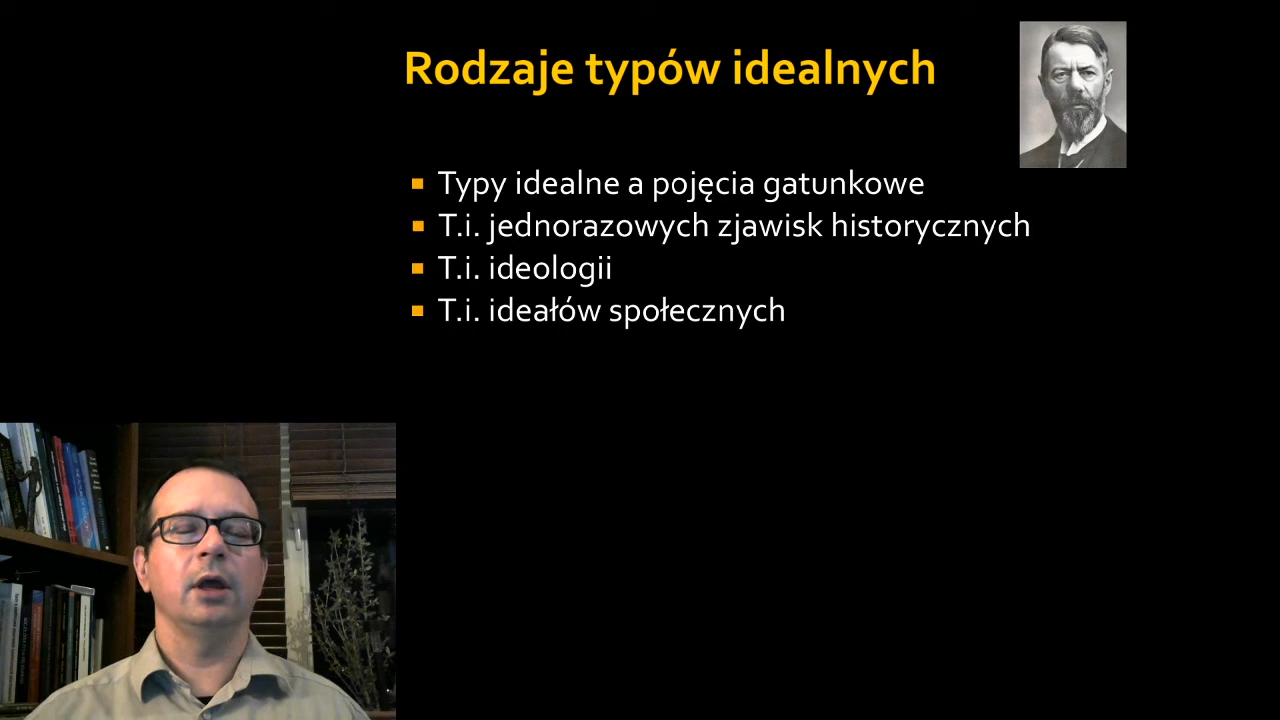 Rodzaje typów idealnych
Typy idealne a pojęcia gatunkowe
T.i. jednorazowych zjawisk historycznych
T.i. ideologii
T.i. ideałów społecznych